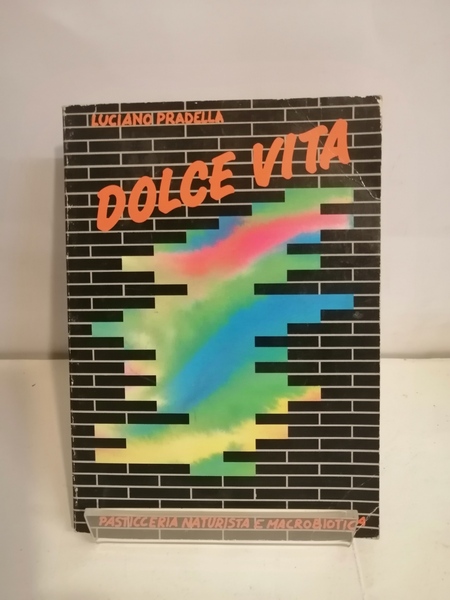 LUCIANO PRADELLA
DOLCE VITA
PASTICCERIA NATURISTA E MACROBIOTICA